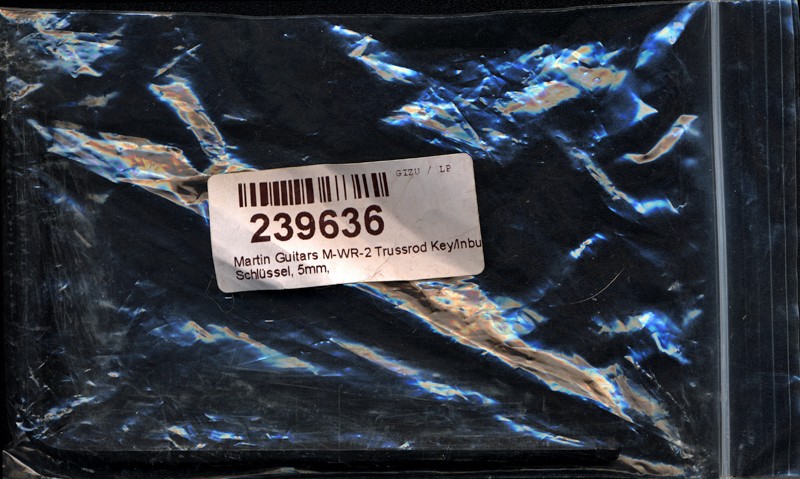 GIZU / LP
239636
Martin Guitars M-WR-2 Trussrod Key/Inbu
Schlüssel, 5mm,